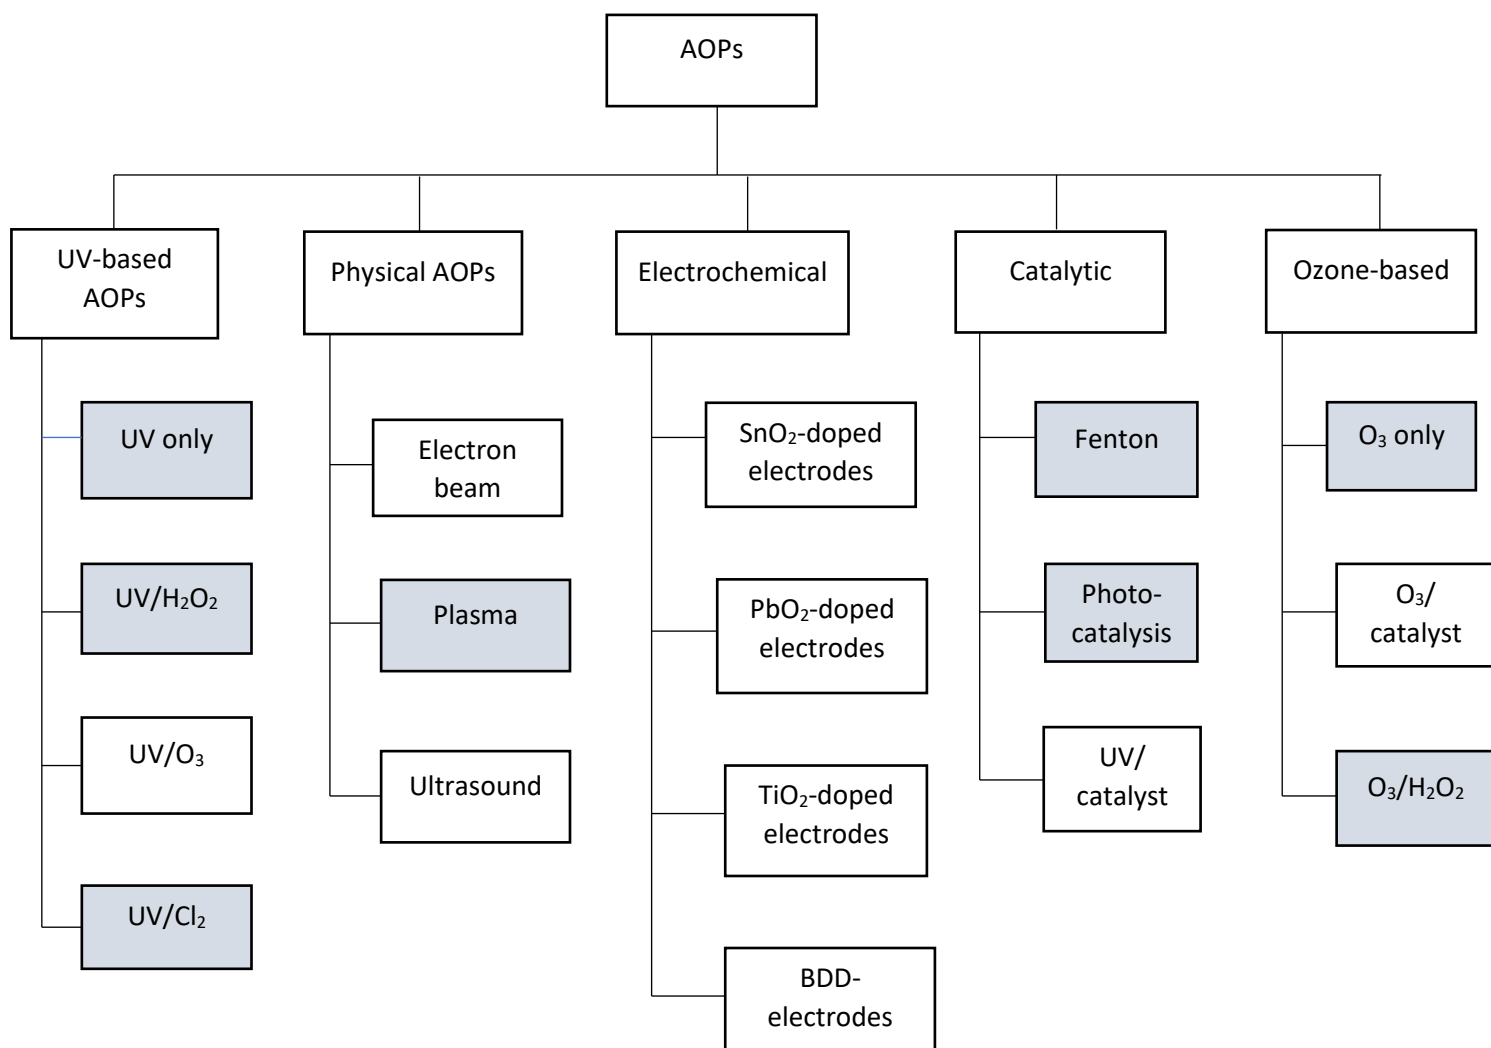 AOPs
UV-based
AOPs
Physical AOPs
Electrochemical
Catalytic
Ozone-based
UV only
UV/H₂O₂
UV/O₃
UV/Cl₂
Electron
beam
Plasma
Ultrasound
SnO₂-doped
electrodes
PbO₂-doped
electrodes
TiO₂-doped
electrodes
BDD-
electrodes
Fenton
Photo-
catalysis
UV/
catalyst
O₃ only
O₃/
catalyst
O₃/H₂O₂